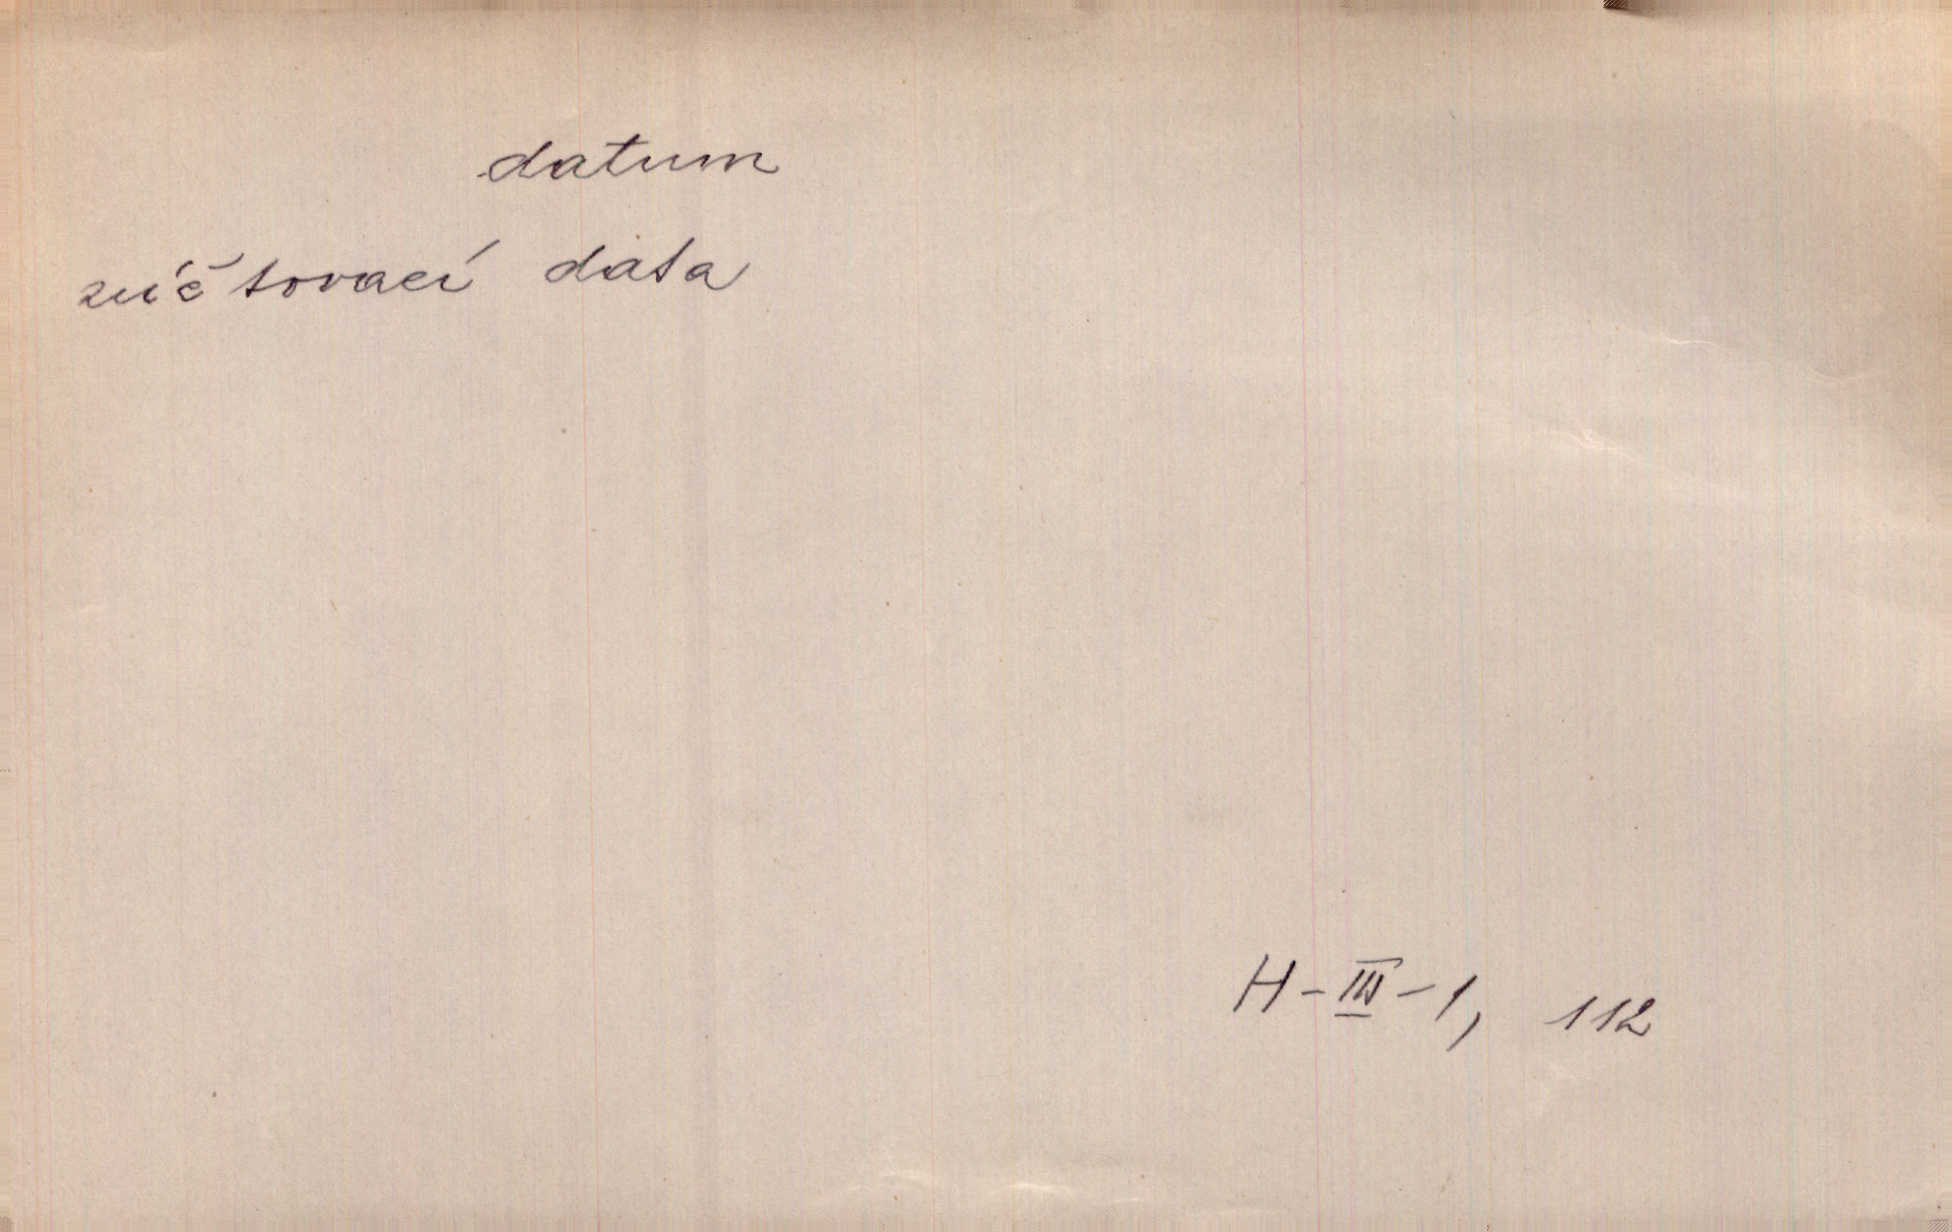 datum
zúčtovací data
H-III-1, 112